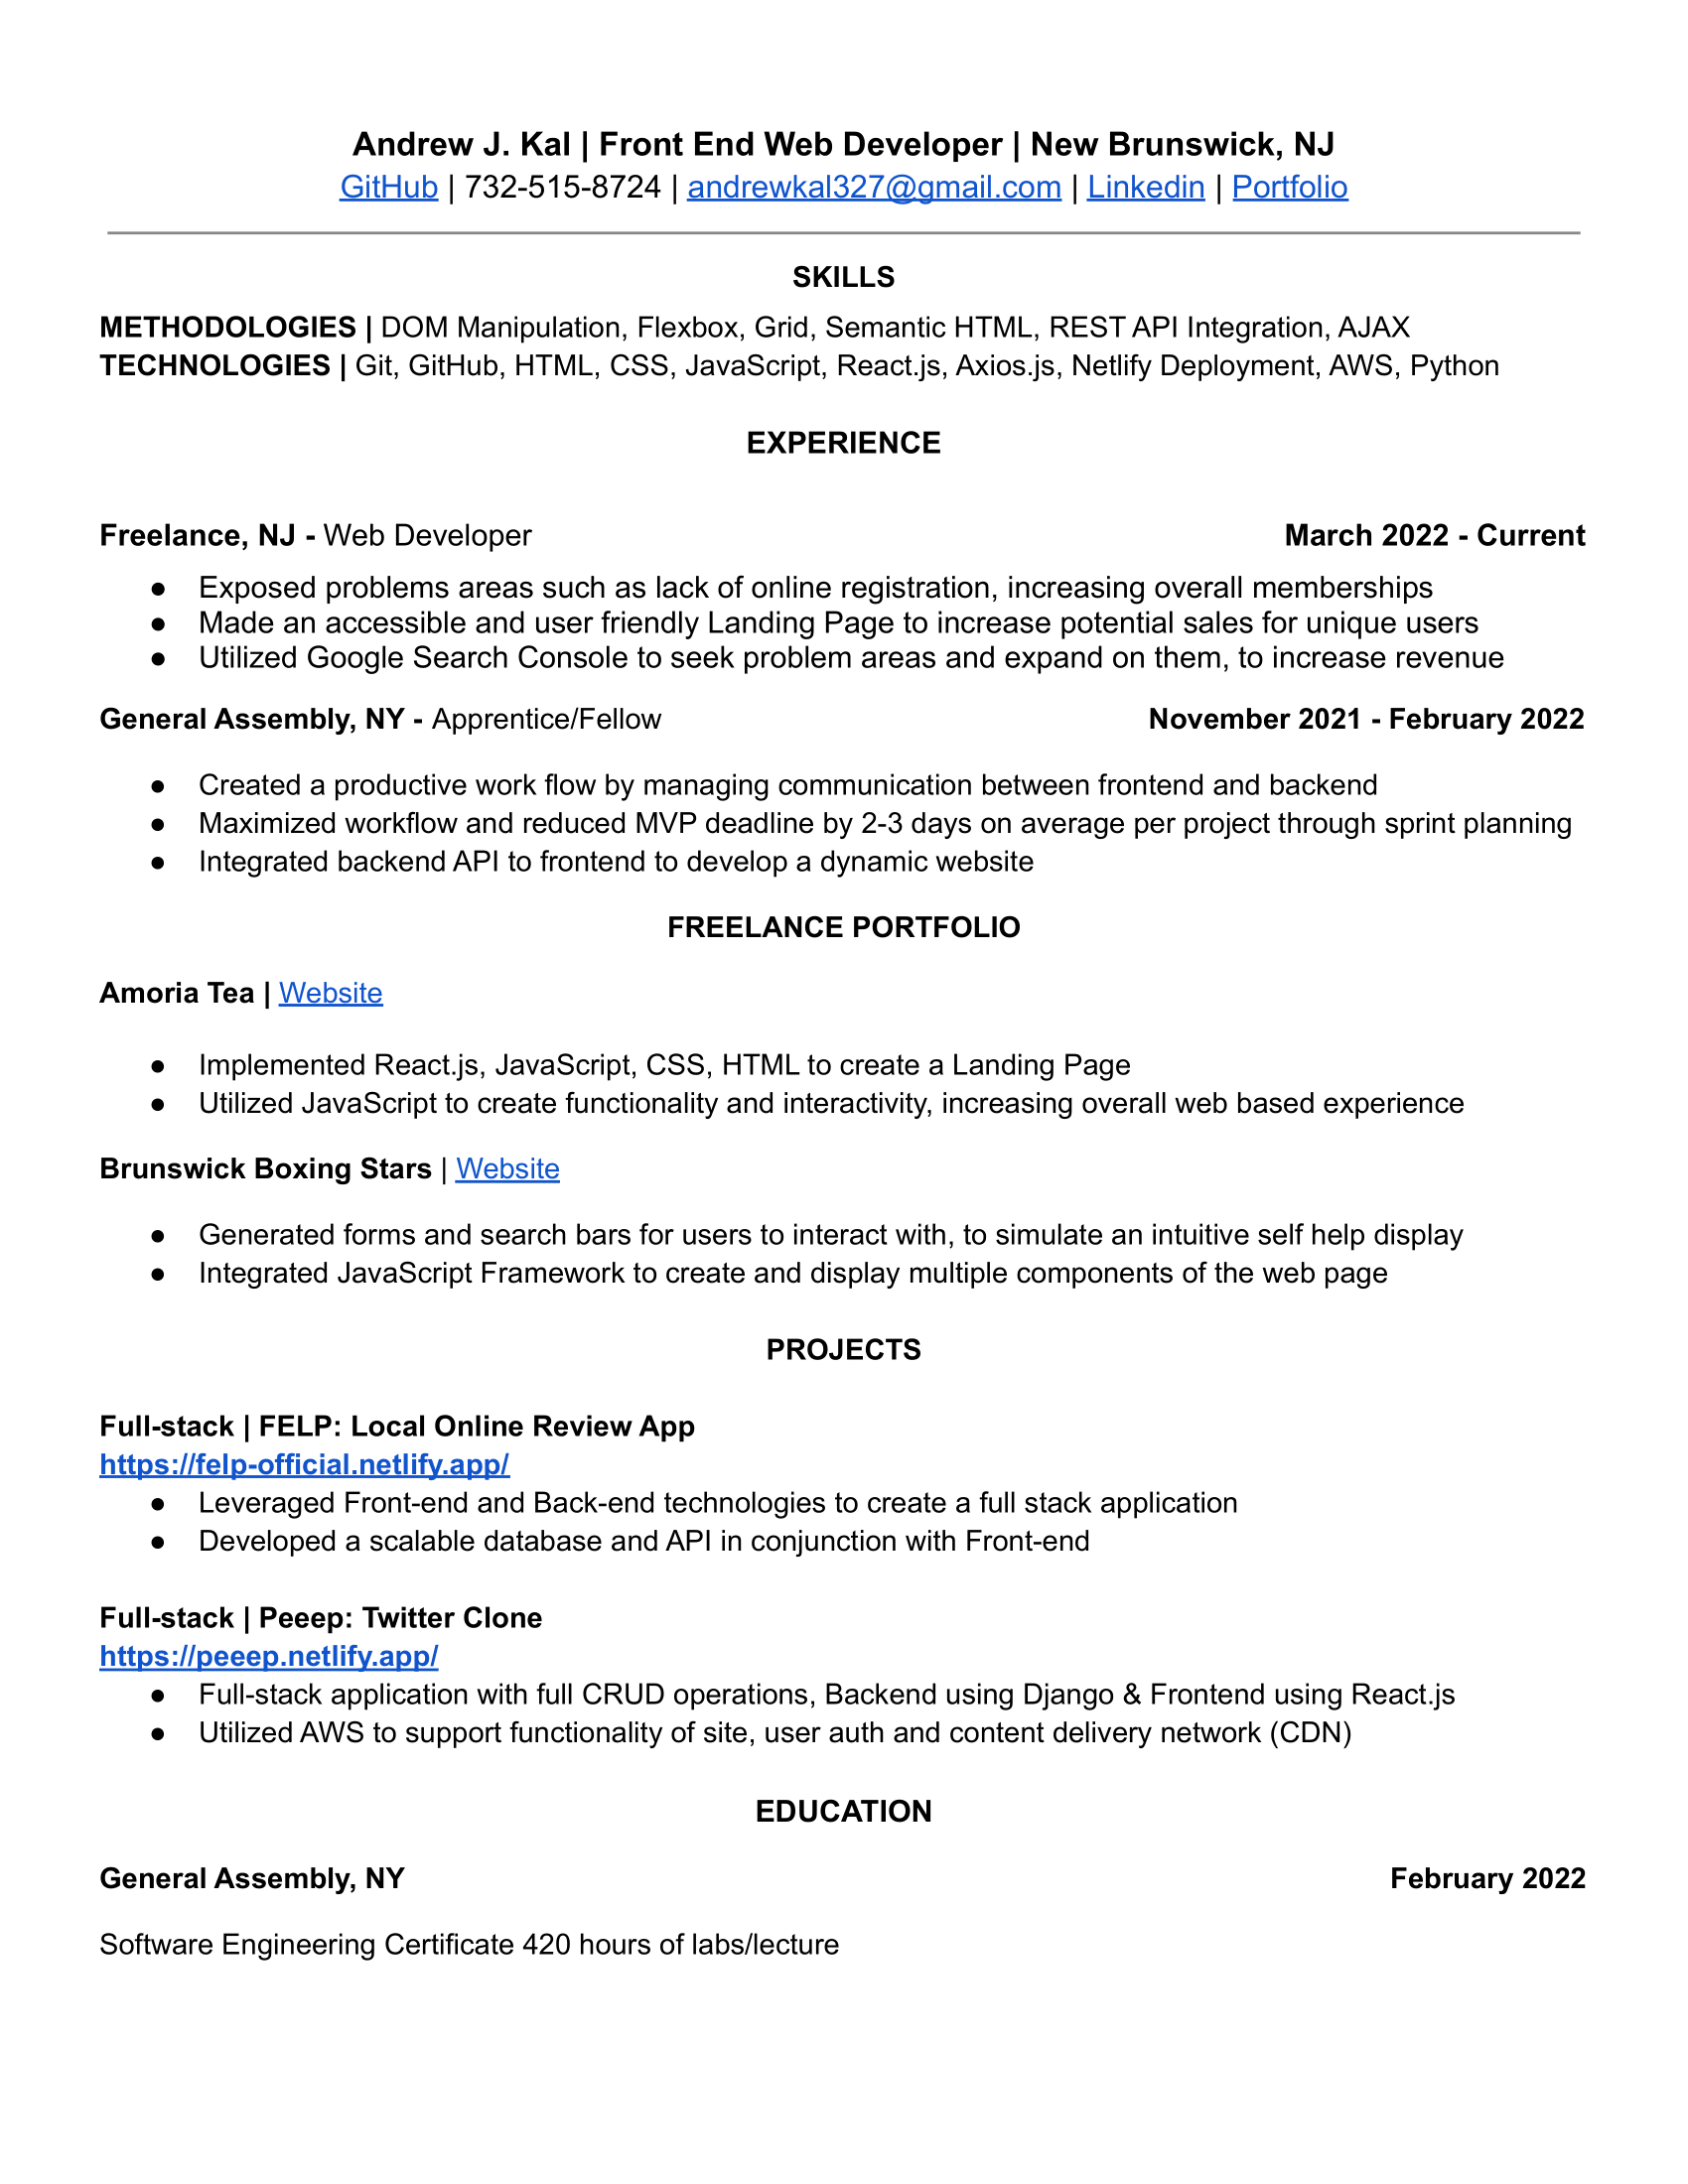 Andrew J. Kal | Front End Web Developer | New Brunswick, NJ
GitHub | 732-515-8724 | andrewkal327@gmail.com | Linkedin | Portfolio
SKILLS
METHODOLOGIES | DOM Manipulation, Flexbox, Grid, Semantic HTML, REST API Integration, AJAX
TECHNOLOGIES | Git, GitHub, HTML, CSS, JavaScript, React.js, Axios.js, Netlify Deployment, AWS, Python
EXPERIENCE
Freelance, NJ - Web Developer March 2022 - Current
● Exposed problems areas such as lack of online registration, increasing overall memberships
● Made an accessible and user friendly Landing Page to increase potential sales for unique users
● Utilized Google Search Console to seek problem areas and expand on them, to increase revenue
General Assembly, NY - Apprentice/Fellow November 2021 - February 2022
● Created a productive work flow by managing communication between frontend and backend
● Maximized workflow and reduced MVP deadline by 2-3 days on average per project through sprint planning
● Integrated backend API to frontend to develop a dynamic website
FREELANCE PORTFOLIO
Amoria Tea | Website
● Implemented React.js, JavaScript, CSS, HTML to create a Landing Page
● Utilized JavaScript to create functionality and interactivity, increasing overall web based experience
Brunswick Boxing Stars | Website
● Generated forms and search bars for users to interact with, to simulate an intuitive self help display
● Integrated JavaScript Framework to create and display multiple components of the web page
PROJECTS
Full-stack | FELP: Local Online Review App
https://felp-official.netlify.app/
● Leveraged Front-end and Back-end technologies to create a full stack application
● Developed a scalable database and API in conjunction with Front-end
Full-stack | Peeep: Twitter Clone
https://peeep.netlify.app/
● Full-stack application with full CRUD operations, Backend using Django & Frontend using React.js
● Utilized AWS to support functionality of site, user auth and content delivery network (CDN)
EDUCATION
General Assembly, NY February 2022
Software Engineering Certificate 420 hours of labs/lecture